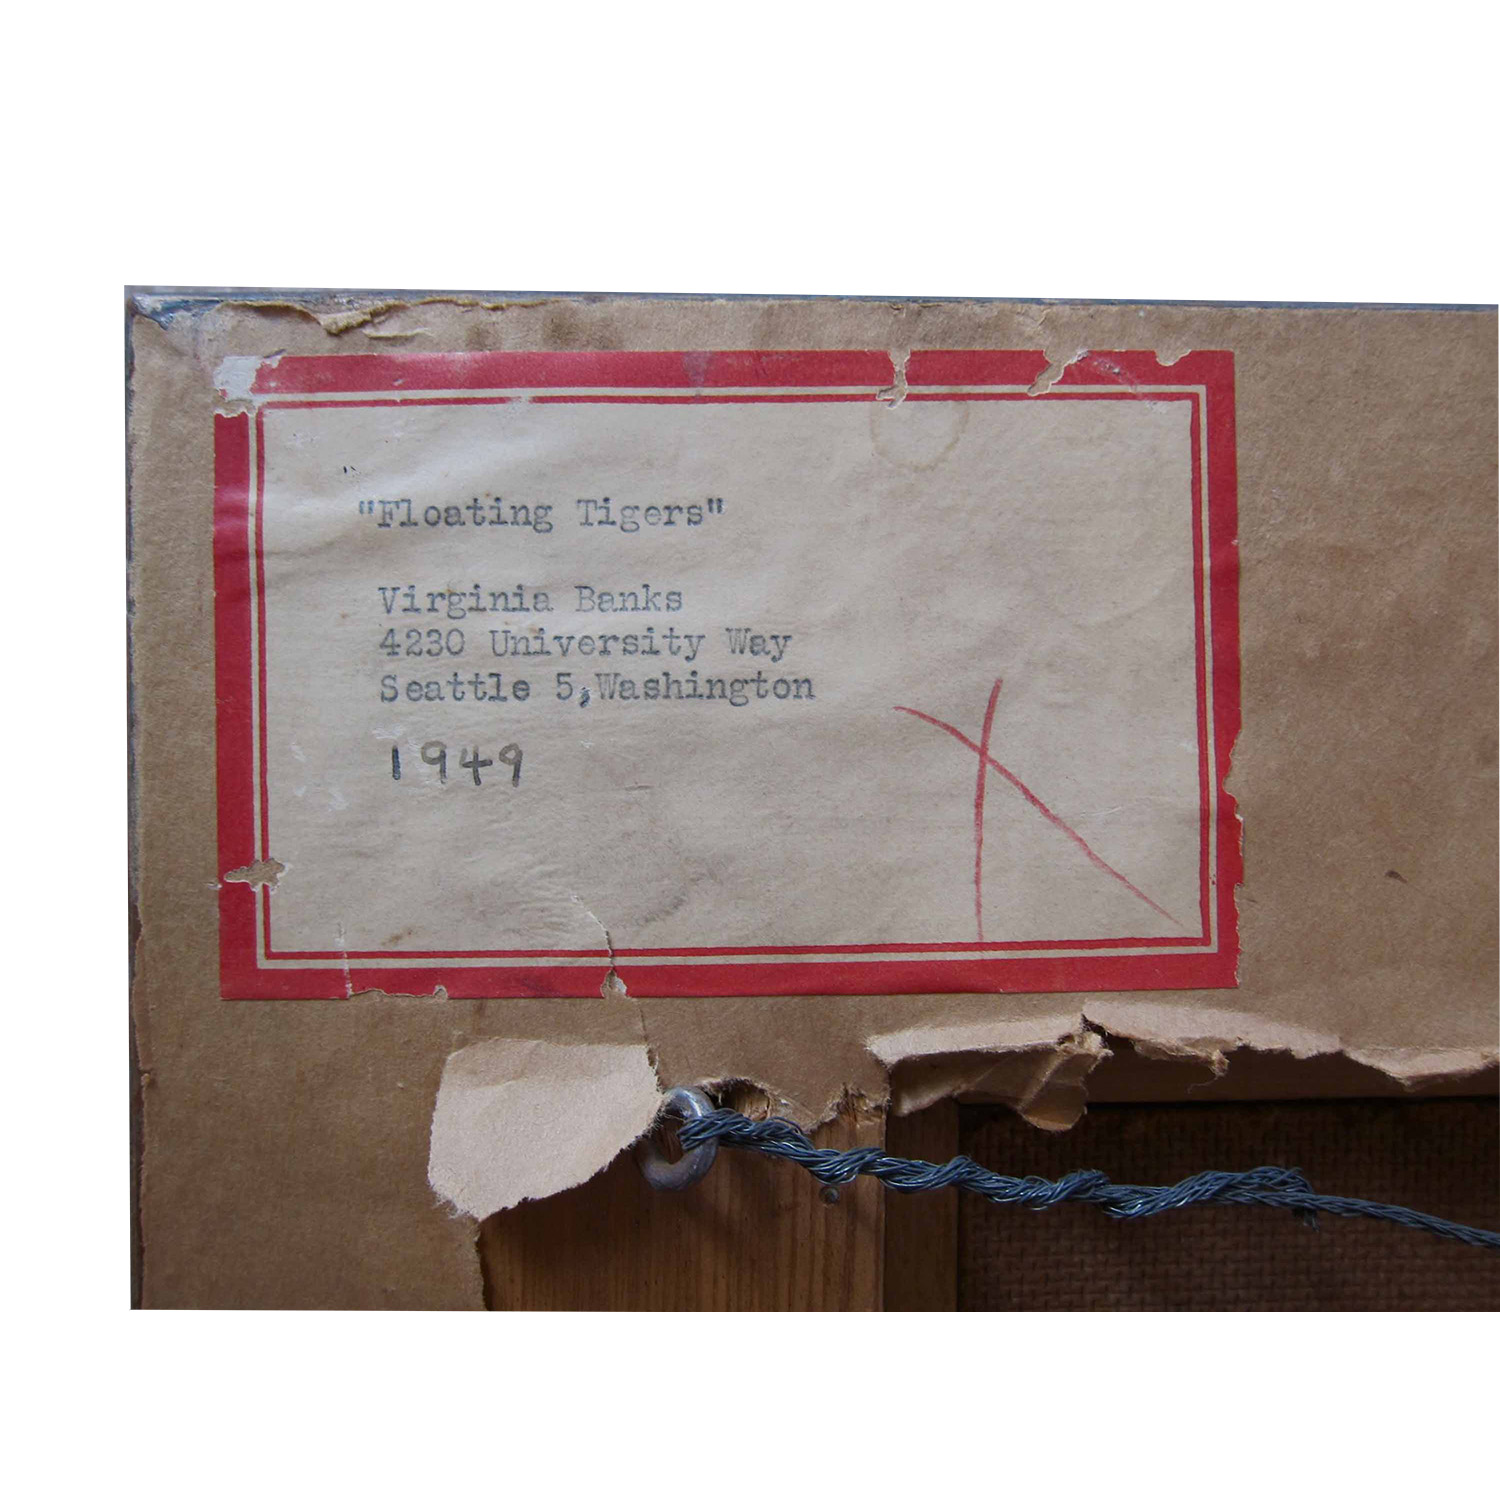 "Floating Tigers"
Virginia Banks
4230 University Way
Seattle 5,Washington
1949